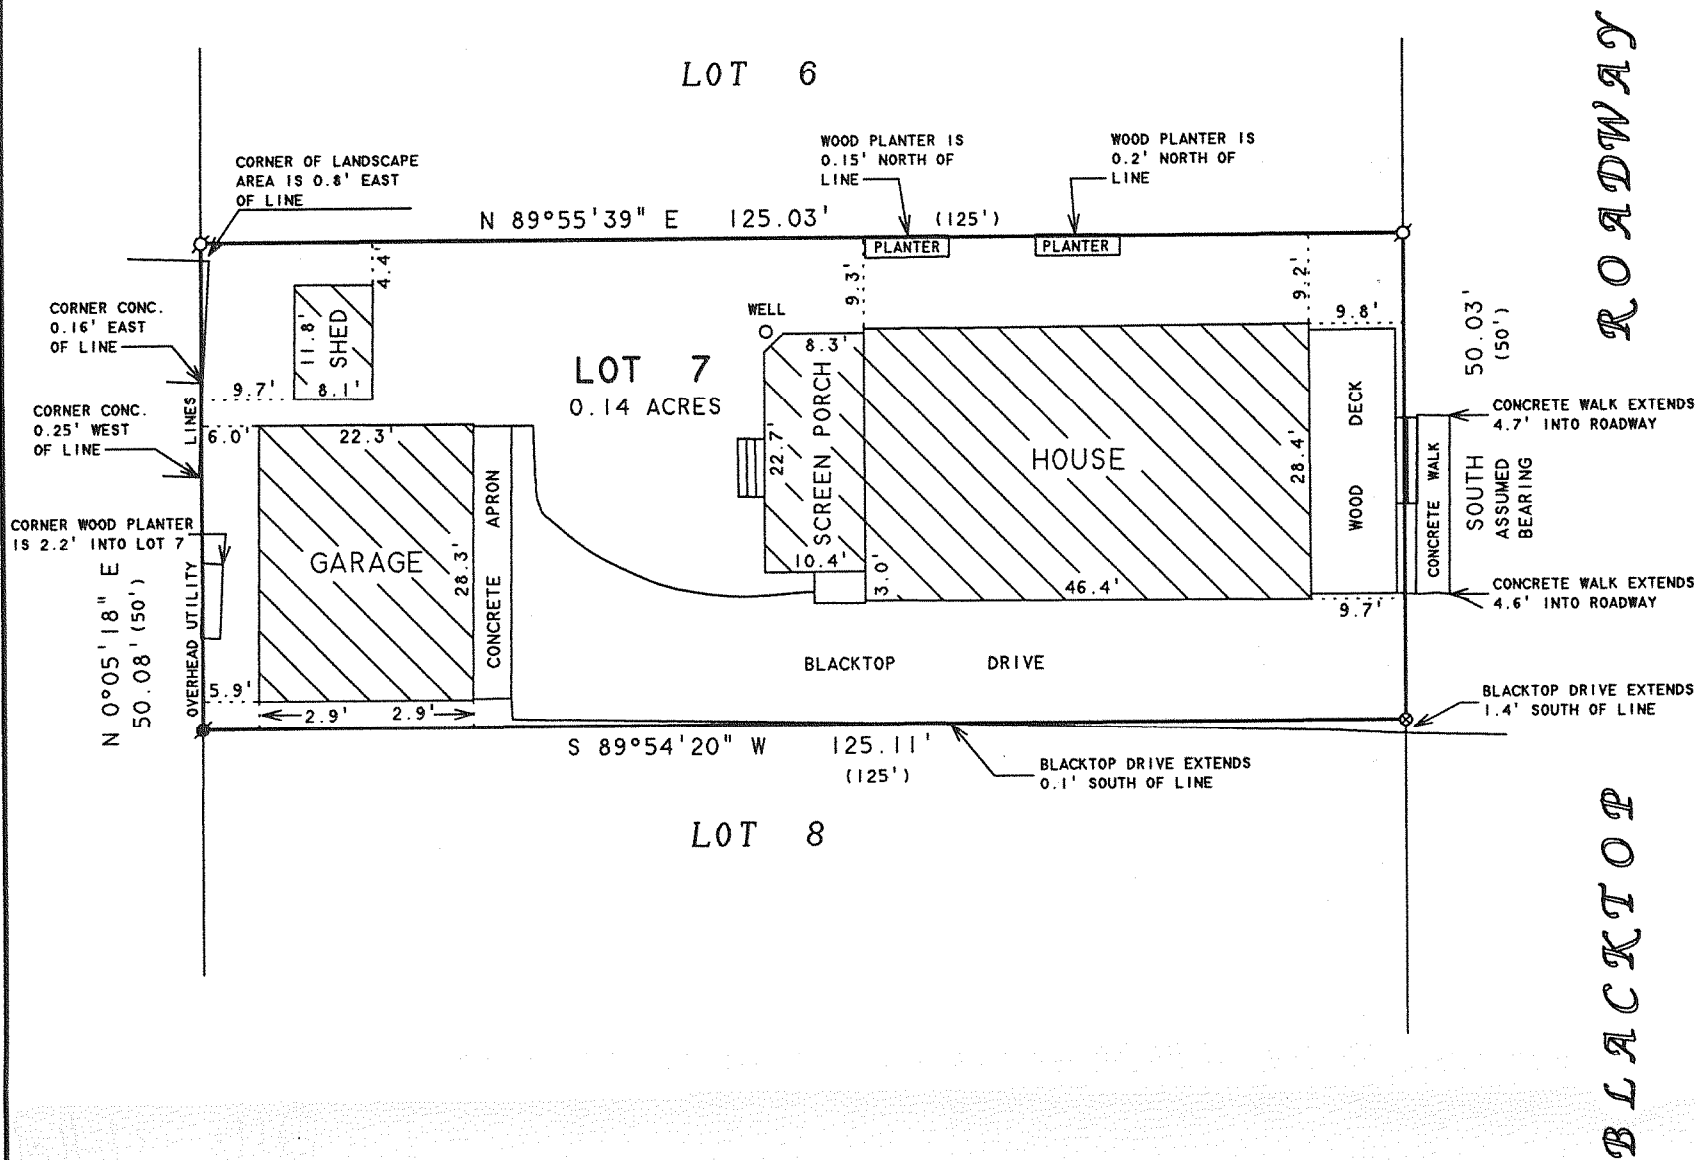 LOT 6
WOOD PLANTER IS
0.15' NORTH OF
LINE
WOOD PLANTER IS
0.2' NORTH OF
LINE
CORNER OF LANDSCAPE
AREA IS 0.8' EAST
OF LINE
N 89°55'39" E 125.03' (125')
PLANTER
PLANTER
4.4'
9.3'
9.2'
CORNER CONC.
0.16' EAST
OF LINE
11.8'
SHED
8.1'
9.7'
WELL
8.3'
9.8'
50.03'
(50')
LOT 7
0.14 ACRES
CORNER CONC.
0.25' WEST
OF LINE
6.0'
22.3'
22.7'
SCREEN PORCH
10.4'
HOUSE
28.4'
46.4'
3.0'
WOOD DECK
9.7'
CONCRETE WALK
CONCRETE WALK EXTENDS
4.7' INTO ROADWAY
SOUTH
ASSUMED
BEARING
CONCRETE WALK EXTENDS
4.6' INTO ROADWAY
CORNER WOOD PLANTER
IS 2.2' INTO LOT 7
OVERHEAD UTILITY LINES
N 0°05'18" E
50.08' (50')
GARAGE
28.3'
CONCRETE APRON
5.9'
2.9' 2.9'
BLACKTOP DRIVE
BLACKTOP DRIVE EXTENDS
1.4' SOUTH OF LINE
S 89°54'20" W 125.11'
(125')
BLACKTOP DRIVE EXTENDS
0.1' SOUTH OF LINE
LOT 8
BLACKTOP ROADWAY